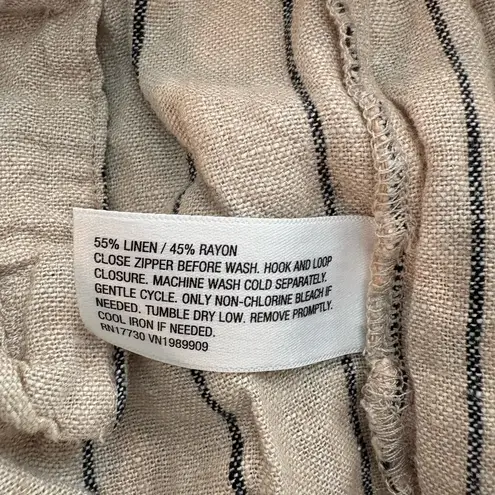 55% LINEN / 45% RAYON
CLOSE ZIPPER BEFORE WASH. HOOK AND LOOP
CLOSURE. MACHINE WASH COLD SEPARATELY.
GENTLE CYCLE. ONLY NON-CHLORINE BLEACH IF
NEEDED. TUMBLE DRY LOW. REMOVE PROMPTLY.
COOL IRON IF NEEDED.
RN17730 VN1989909